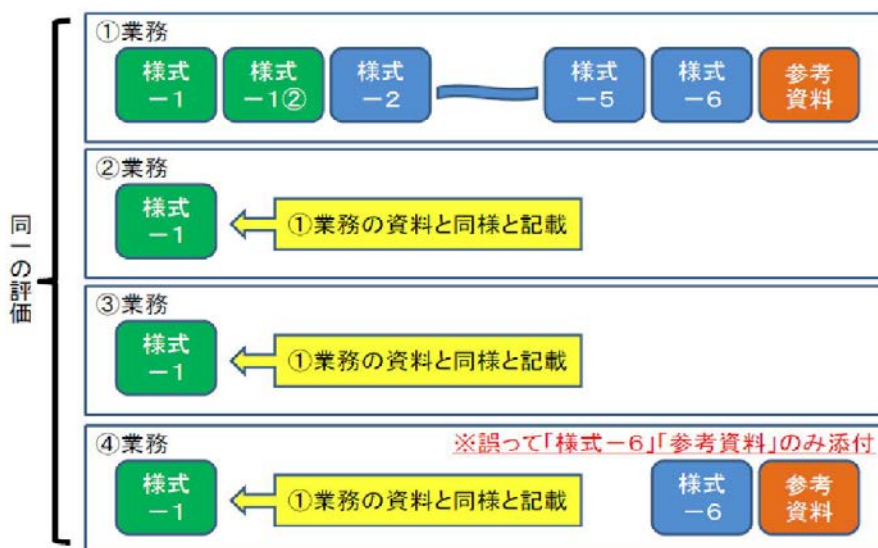 同一の評価
①業務
様式
－1
様式
－1②
様式
－2
様式
－5
様式
－6
参考
資料
②業務
様式
－1
①業務の資料と同様と記載
③業務
様式
－1
①業務の資料と同様と記載
④業務
※誤って「様式－6」「参考資料」のみ添付
様式
－1
①業務の資料と同様と記載
様式
－6
参考
資料